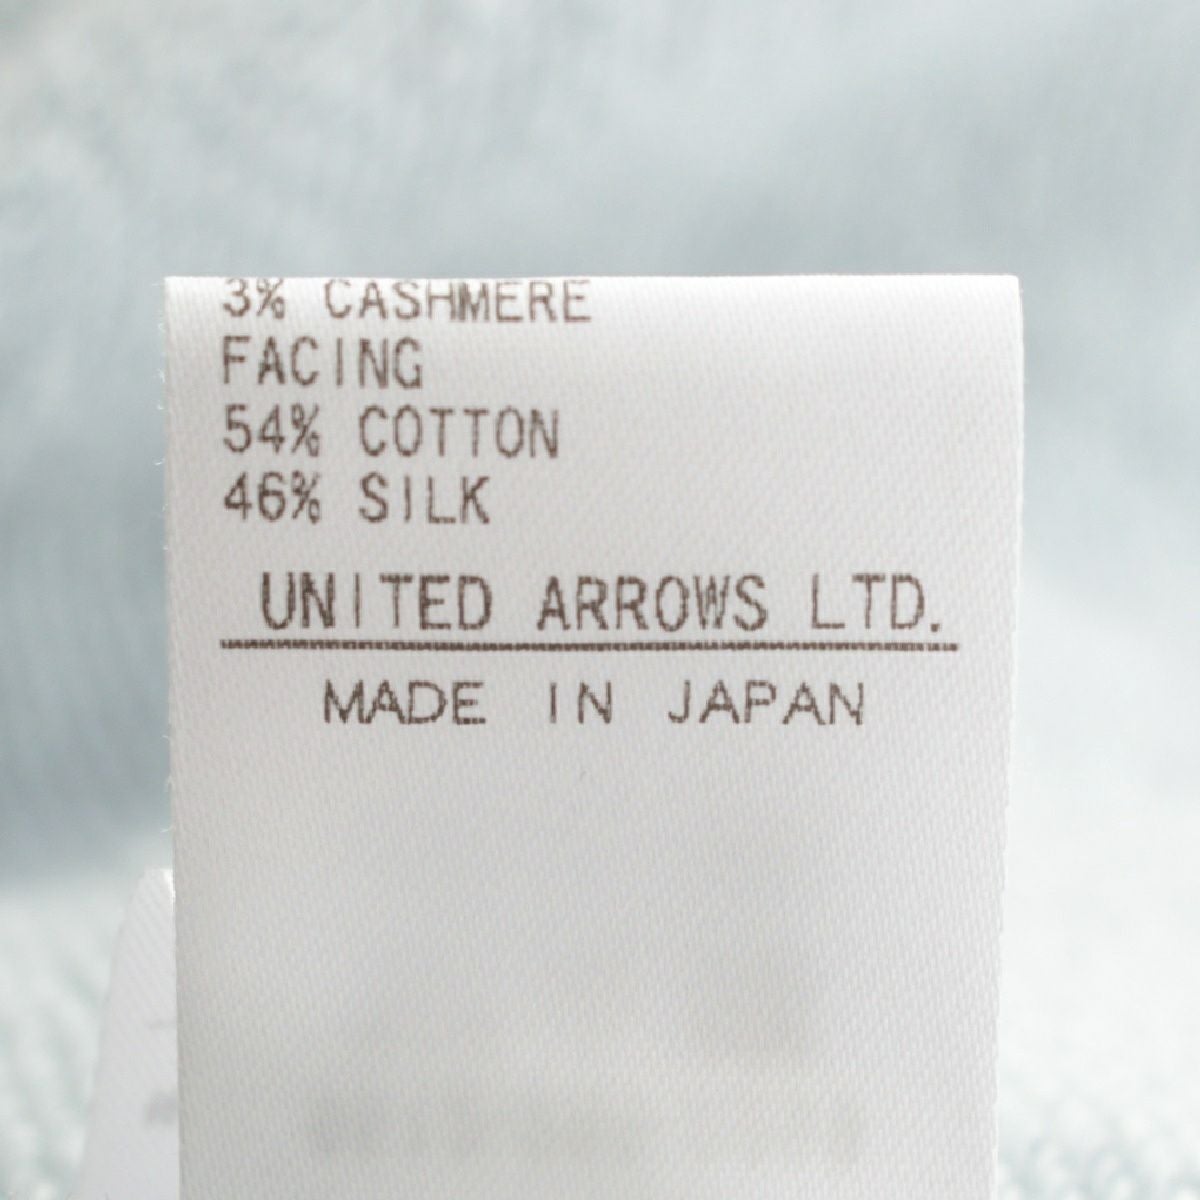 3% CASHMERE
FACING
54% COTTON
46% SILK
UNITED ARROWS LTD.
MADE IN JAPAN